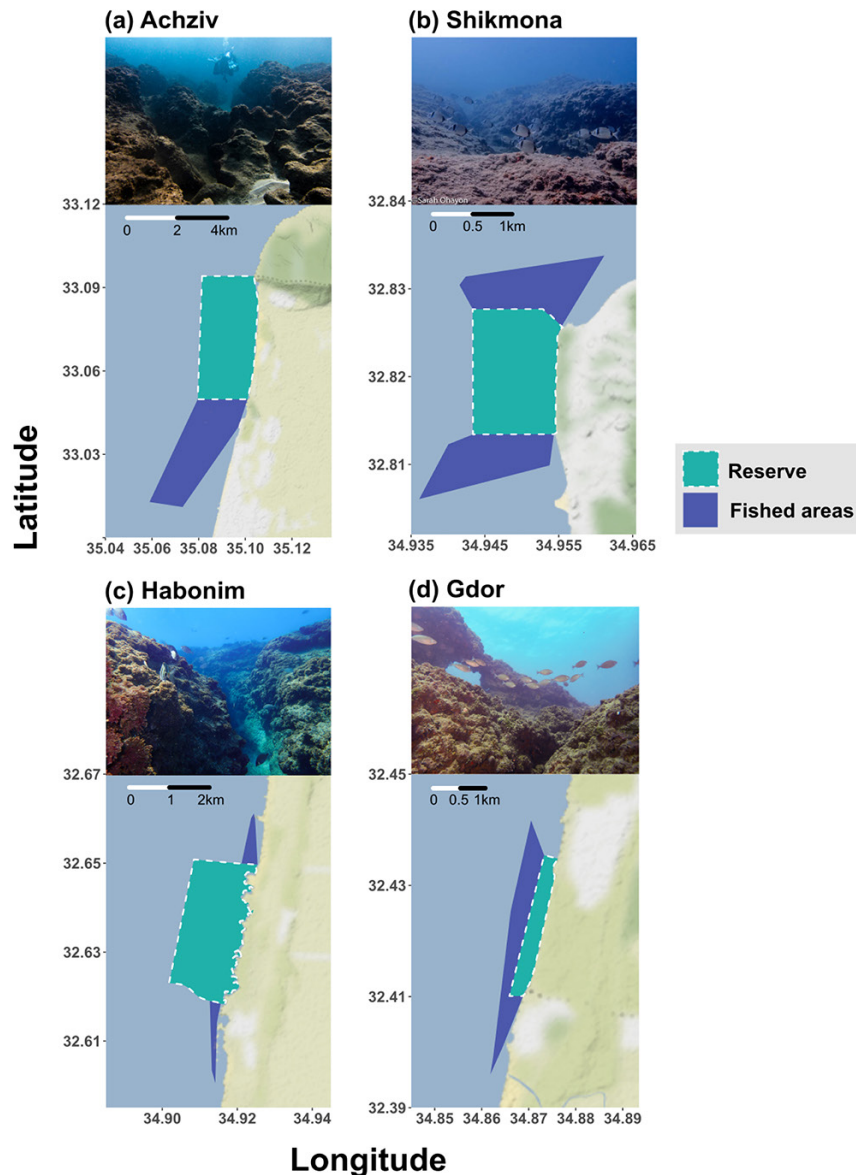 (a) Achziv
(b) Shikmona
Sarah Ohayon
33.12
33.09
33.06
33.03
0 2 4km
35.04 35.06 35.08 35.10 35.12
32.84
32.83
32.82
32.81
0 0.5 1km
34.935 34.945 34.955 34.965
Latitude
Reserve
Fished areas
(c) Habonim
(d) Gdor
32.67
32.65
32.63
32.61
0 1 2km
34.90 34.92 34.94
32.45
32.43
32.41
32.39
0 0.5 1km
34.85 34.86 34.87 34.88 34.89
Longitude